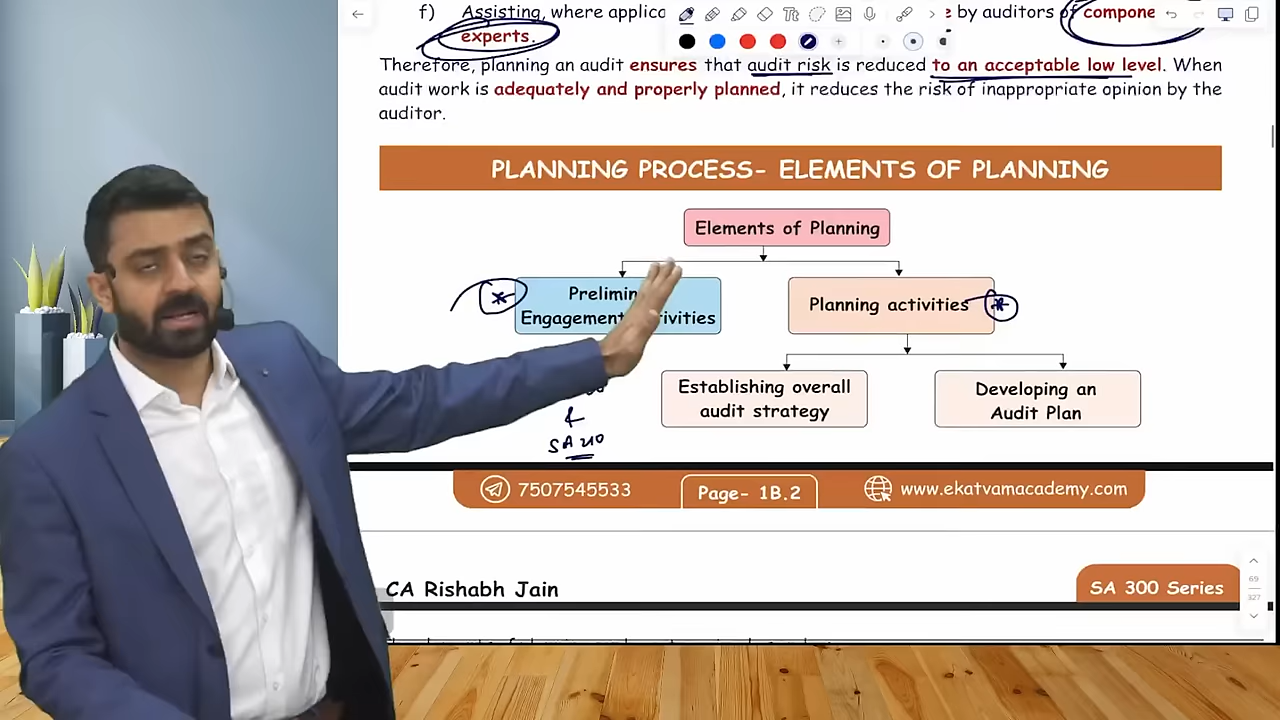 f) Assisting, where applica by auditors of compone
experts.
Therefore, planning an audit ensures that audit risk is reduced to an acceptable low level. When
audit work is adequately and properly planned, it reduces the risk of inappropriate opinion by the
auditor.
PLANNING PROCESS- ELEMENTS OF PLANNING
Elements of Planning
Engagement
Planning activities
Establishing overall
audit strategy
Developing an
Audit Plan
&
SA 210
7507545533
Page- 1B.2
www.ekatvamacademy.com
CA Rishabh Jain
SA 300 Series
69
327